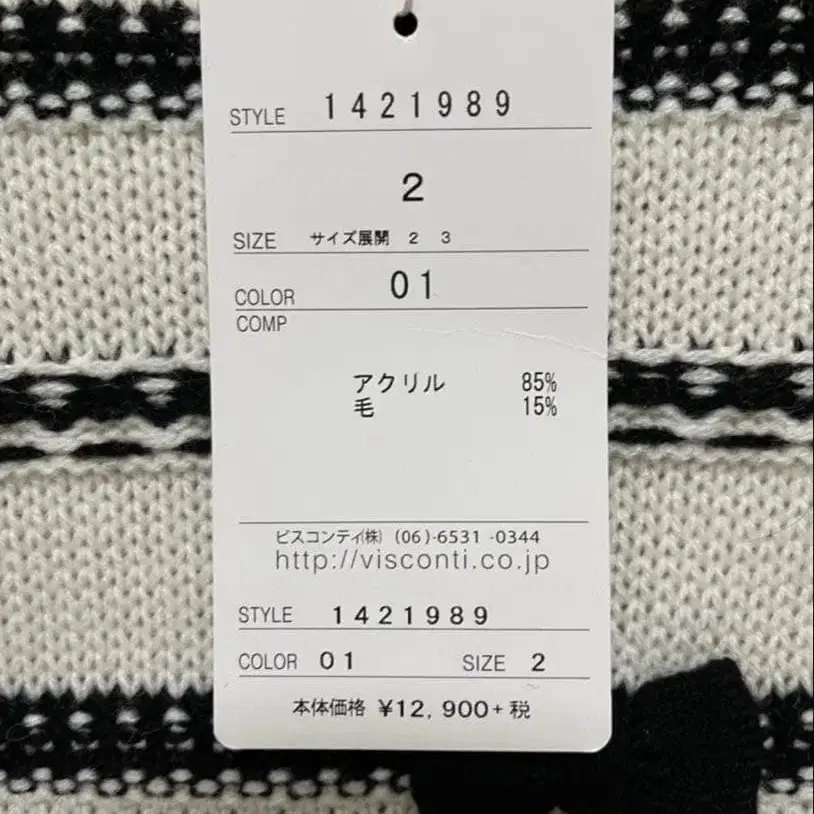 STYLE 1421989
2
SIZE サイズ展開 2 3
COLOR 01
COMP
アクリル 85%
毛 15%
ビスコンティ(株) (06)-6531-0344
http://visconti.co.jp
STYLE 1421989
COLOR 01 SIZE 2
本体価格 ¥12,900+税